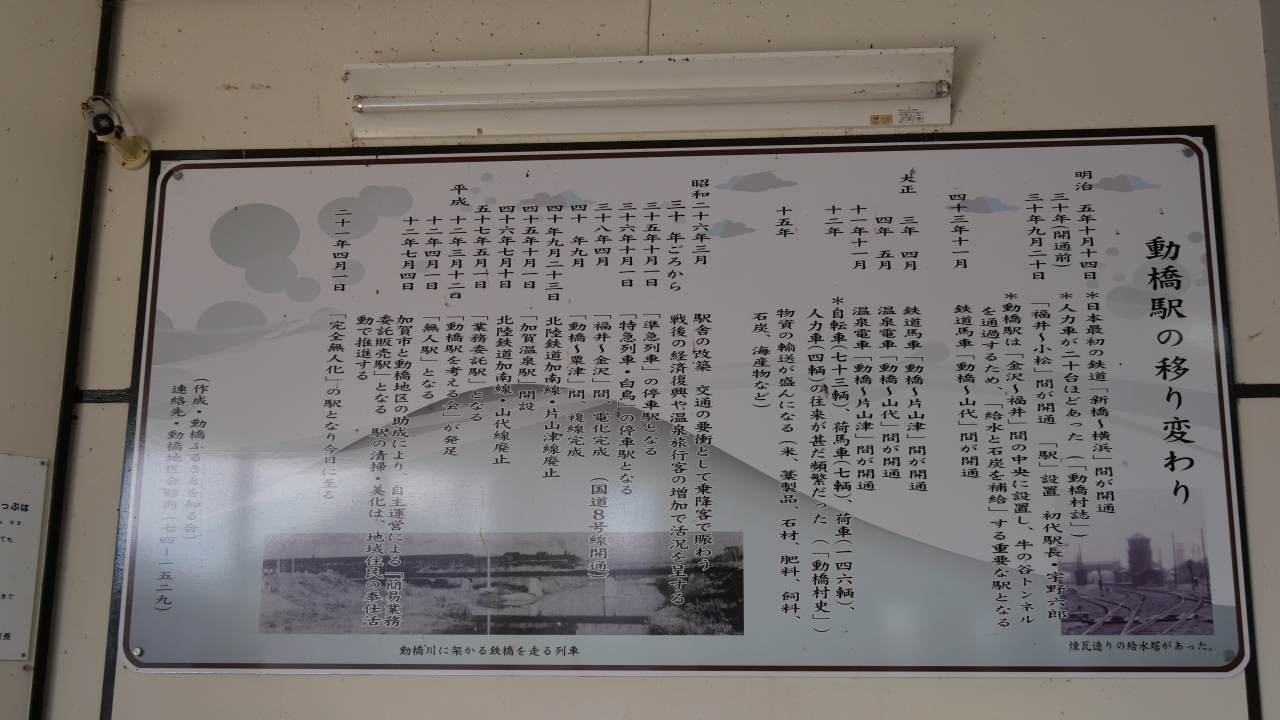 動橋駅の移り変わり
明治 五年十月十四日 *日本最初の鉄道「新橋〜横浜」間が開通
三十年(開通前) *人力車が二十台ほどあった (「動橋村誌」)
三十年九月二十日 「福井〜小松」間が開通 「駅」設置 初代駅長・宇野六郎
*動橋駅は「金沢〜福井」間の中央に設置し、牛の谷トンネル
を通過するため、「給水と石炭を補給」する重要な駅となる
四十三年十一月 鉄道馬車「動橋〜山代」間が開通
大正 三年 四月 鉄道馬車「動橋〜片山津」間が開通
四年 五月 温泉電車「動橋〜山代」間が開通
十一年十一月 温泉電車「動橋〜片山津」間が開通
十二年 *自転車(七十三輌)、荷馬車(七輌)、荷車(一四六輌)、
人力車(四輌)の往来が甚だ頻繁だった (「動橋村史」)
十五年 物資の輸送が盛んになる (米、藁製品、石材、肥料、飼料、
石炭、海産物など)
昭和二十六年三月 駅舎の改築 交通の要衝として乗降客で賑わう
三十 年ごろから 戦後の経済復興や温泉旅行客の増加で活況を呈する
三十五年十月一日 「準急列車」の停車駅となる
三十六年十月一日 「特急列車・白鳥」の停車駅となる
三十八年四月 「福井〜金沢」間 電化完成 (国道8号線開通)
四十 年九月 「動橋〜粟津」間 複線完成
四十年九月二十三日 北陸鉄道加南線・片山津線廃止
四十五年十月一日 「加賀温泉駅」開設
四十六年七月十日 北陸鉄道加南線・山代線廃止
五十七年五月一日 「業務委託駅」となる
平成 十二年三月十二日 「動橋駅を考える会」が発足
十二年四月一日 「無人駅」となる
十二年七月四日 加賀市と動橋地区の助成により、自主運営による「簡易業務
委託販売駅」となる 駅の清掃・美化は、地域住民の奉仕活
動で推進する
二十一年四月一日 「完全無人化」の駅となり今日に至る
(作成・動橋ふるさとを知る会)
連絡先・動橋地区会館内(七四ー一五二九)
煉瓦造りの給水塔があった。
動橋川に架かる鉄橋を走る列車